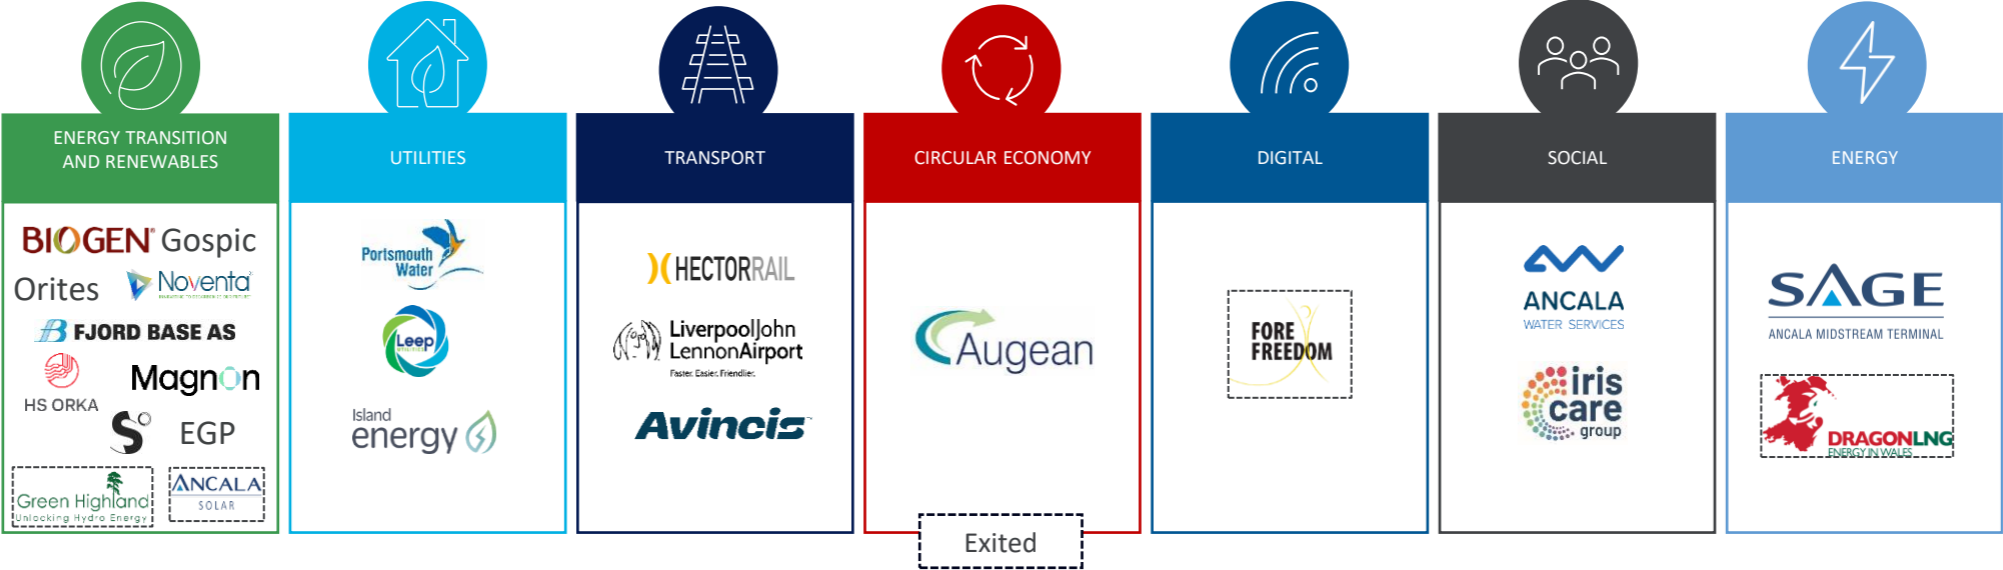 ENERGY TRANSITION
AND RENEWABLES
BIOGEN®
Gospic
Orites
Noventa
FJORD BASE AS
HS ORKA
Magnon
S
EGP
Green Highland
Unlocking Hydro Energy
ANCALA
SOLAR
UTILITIES
Portsmouth
Water
Leep
Island
energy
TRANSPORT
HECTORRAIL
LiverpoolJohn
LennonAirport
Faster. Easier. Friendlier.
Avincis™
CIRCULAR ECONOMY
Augean
Exited
DIGITAL
FORE
FREEDOM
SOCIAL
ANCALA
WATER SERVICES
iris
care
group
ENERGY
SAGE
ANCALA MIDSTREAM TERMINAL
DRAGONLNG
ENERGY IN WALES